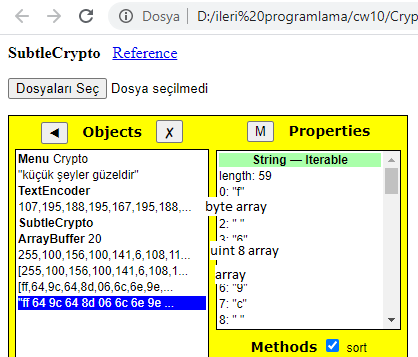 Dosya D:/ileri%20programlama/cw10/Cryp
SubtleCrypto Reference
Dosyaları Seç Dosya seçilmedi
◄ Objects ✗
Menu Crypto
"küçük şeyler güzeldir"
TextEncoder
107,195,188,195,167,195,188,...
SubtleCrypto
ArrayBuffer 20
255,100,156,100,141,6,108,11...
[255,100,156,100,141,6,108,1...
[ff,64,9c,64,8d,06,6c,6e,9e,...
"ff 64 9c 64 8d 06 6c 6e 9e ...
byte array
uint 8 array
array
M Properties
String — Iterable
length: 59
0: "f"
2: " "
3: "6"
6: "9"
7: "c"
8: " "
Methods sort